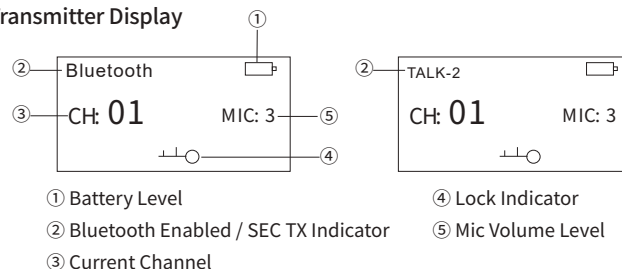 Transmitter Display
①
② Bluetooth
③ CH: 01 MIC: 3 ⑤
④
② TALK-2
CH: 01 MIC: 3
① Battery Level
② Bluetooth Enabled / SEC TX Indicator
③ Current Channel
④ Lock Indicator
⑤ Mic Volume Level